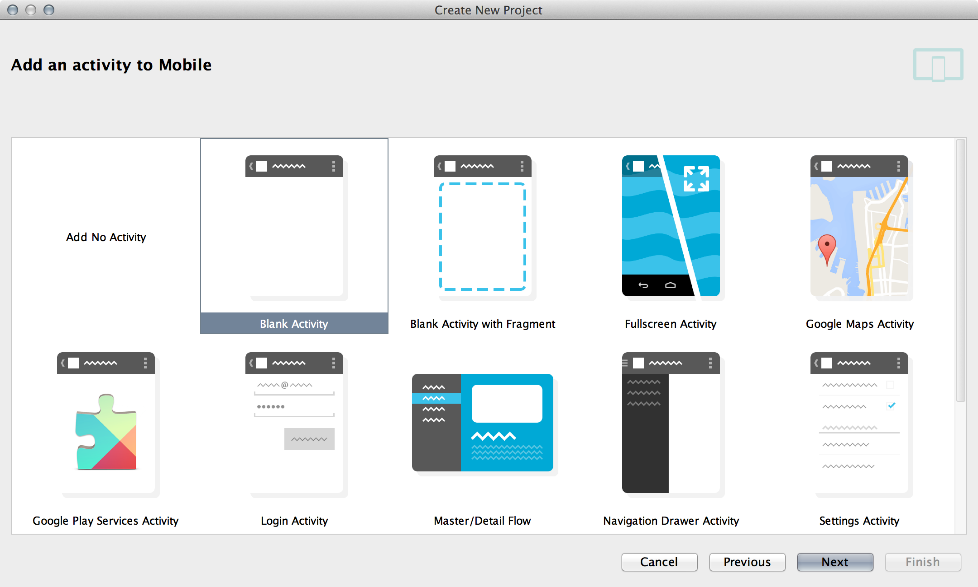 Create New Project
Add an activity to Mobile
Add No Activity
Blank Activity
Blank Activity with Fragment
Fullscreen Activity
Google Maps Activity
Google Play Services Activity
Login Activity
Master/Detail Flow
Navigation Drawer Activity
Settings Activity
Cancel
Previous
Next
Finish